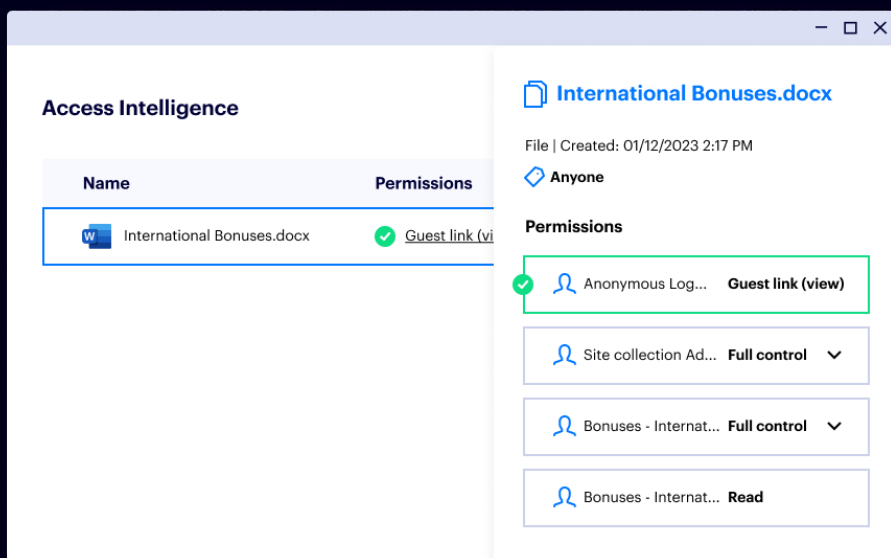 Access Intelligence
Name Permissions
W International Bonuses.docx Guest link (vi
International Bonuses.docx
File | Created: 01/12/2023 2:17 PM
Anyone
Permissions
Anonymous Log... Guest link (view)
Site collection Ad... Full control
Bonuses - Internat... Full control
Bonuses - Internat... Read